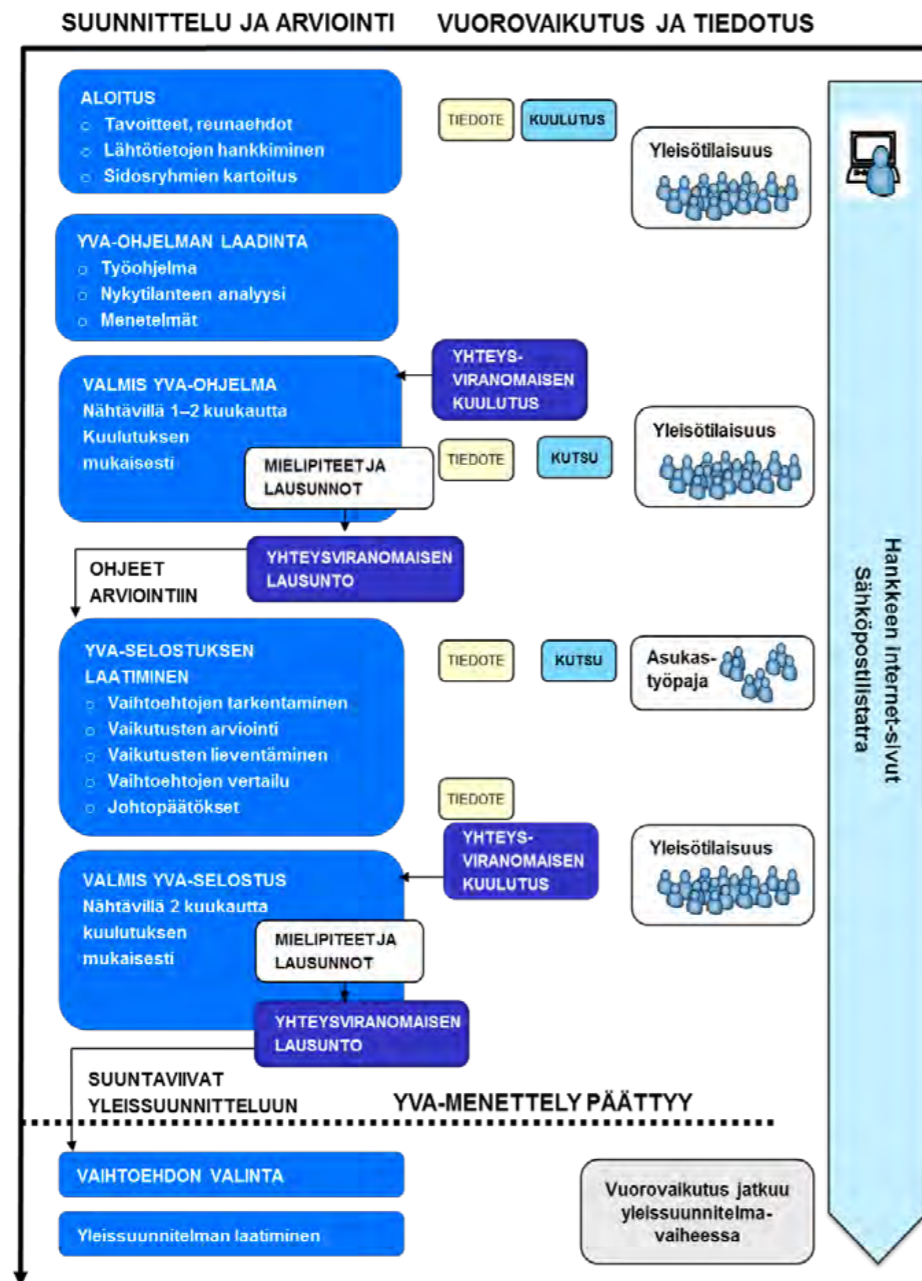 SUUNNITTELU JA ARVIOINTI
VUOROVAIKUTUS JA TIEDOTUS
ALOITUS
Tavoitteet, reunaehdot
Lähtötietojen hankkiminen
Sidosryhmien kartoitus
TIEDOTE
KUULUTUS
Yleisötilaisuus
YVA-OHJELMAN LAADINTA
Työohjelma
Nykytilanteen analyysi
Menetelmät
VALMIS YVA-OHJELMA
Nähtävillä 1–2 kuukautta
Kuulutuksen
mukaisesti
YHTEYS-
VIRANOMAISEN
KUULUTUS
MIELIPITEET JA
LAUSUNNOT
TIEDOTE
KUTSU
Yleisötilaisuus
YHTEYSVIRANOMAISEN
LAUSUNTO
OHJEET
ARVIOINTIIN
YVA-SELOSTUKSEN
LAATIMINEN
Vaihtoehtojen tarkentaminen
Vaikutusten arviointi
Vaikutusten lieventäminen
Vaihtoehtojen vertailu
Johtopäätökset
TIEDOTE
KUTSU
Asukas-
työpaja
TIEDOTE
YHTEYS-
VIRANOMAISEN
KUULUTUS
Yleisötilaisuus
VALMIS YVA-SELOSTUS
Nähtävillä 2 kuukautta
kuulutuksen
mukaisesti
MIELIPITEET JA
LAUSUNNOT
YHTEYSVIRANOMAISEN
LAUSUNTO
SUUNTAVIIVAT
YLEISSUUNNITTELUUN
YVA-MENETTELY PÄÄTTYY
VAIHTOEHDON VALINTA
Yleissuunnitelman laatiminen
Vuorovaikutus jatkuu
yleissuunnitelma-
vaiheessa
Hankkeen internet-sivut
Sähköpostilistatra